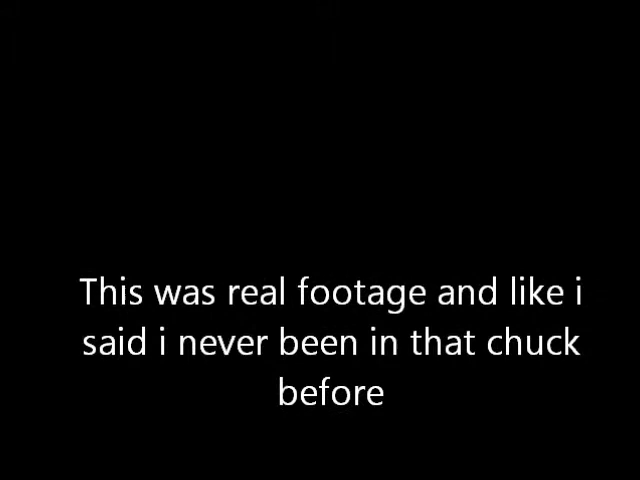 This was real footage and like i
said i never been in that chuck
before